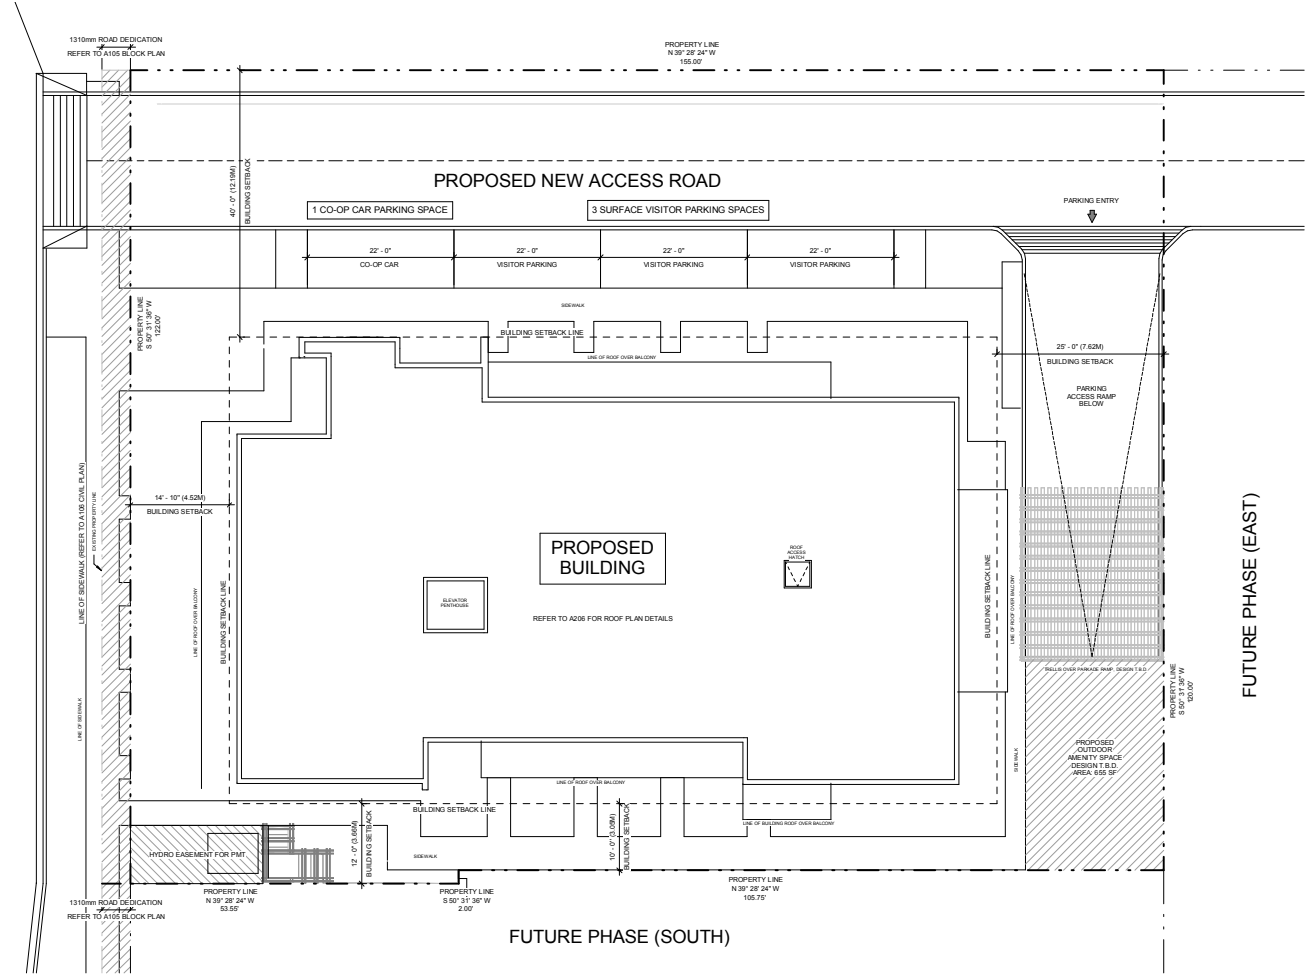 1310mm ROAD DEDICATION
REFER TO A105 BLOCK PLAN
PROPERTY LINE
N 39° 28' 24" W
155.00'
40' - 0" (12.19M)
BUILDING SETBACK
PROPOSED NEW ACCESS ROAD
1 CO-OP CAR PARKING SPACE
3 SURFACE VISITOR PARKING SPACES
PARKING ENTRY
22' - 0"
CO-OP CAR
22' - 0"
VISITOR PARKING
22' - 0"
VISITOR PARKING
22' - 0"
VISITOR PARKING
PROPERTY LINE
S 50° 31' 36" W
122.00'
SIDEWALK
BUILDING SETBACK LINE
LINE OF ROOF OVER BALCONY
25' - 0" (7.62M)
BUILDING SETBACK
PARKING
ACCESS RAMP
BELOW
LINE OF SIDEWALK (REFER TO A106 CIVIL PLAN)
EXISTING PROPERTY LINE
14' - 10" (4.52M)
BUILDING SETBACK
PROPOSED
BUILDING
ROOF
ACCESS
HATCH
ELEVATOR
PENTHOUSE
REFER TO A206 FOR ROOF PLAN DETAILS
LINE OF ROOF OVER BALCONY
BUILDING SETBACK LINE
BUILDING SETBACK LINE
LINE OF ROOF OVER BALCONY
FUTURE PHASE (EAST)
TRELLIS OVER PARKADE RAMP, DESIGN T.B.D
PROPERTY LINE
S 50° 31' 36" W
120.00'
LINE OF SIDEWALK
SIDEWALK
PROPOSED
OUTDOOR
AMENITY SPACE
DESIGN T.B.D.
AREA: 655 SF
LINE OF ROOF OVER BALCONY
BUILDING SETBACK LINE
LINE OF BUILDING ROOF OVER BALCONY
12' - 0" (3.66M)
BUILDING SETBACK
10' - 0" (3.05M)
BUILDING SETBACK
HYDRO EASEMENT FOR PMT
SIDEWALK
PROPERTY LINE
N 39° 28' 24" W
53.55'
PROPERTY LINE
S 50° 31' 36" W
2.00'
PROPERTY LINE
N 39° 28' 24" W
105.75'
1310mm ROAD DEDICATION
REFER TO A105 BLOCK PLAN
FUTURE PHASE (SOUTH)